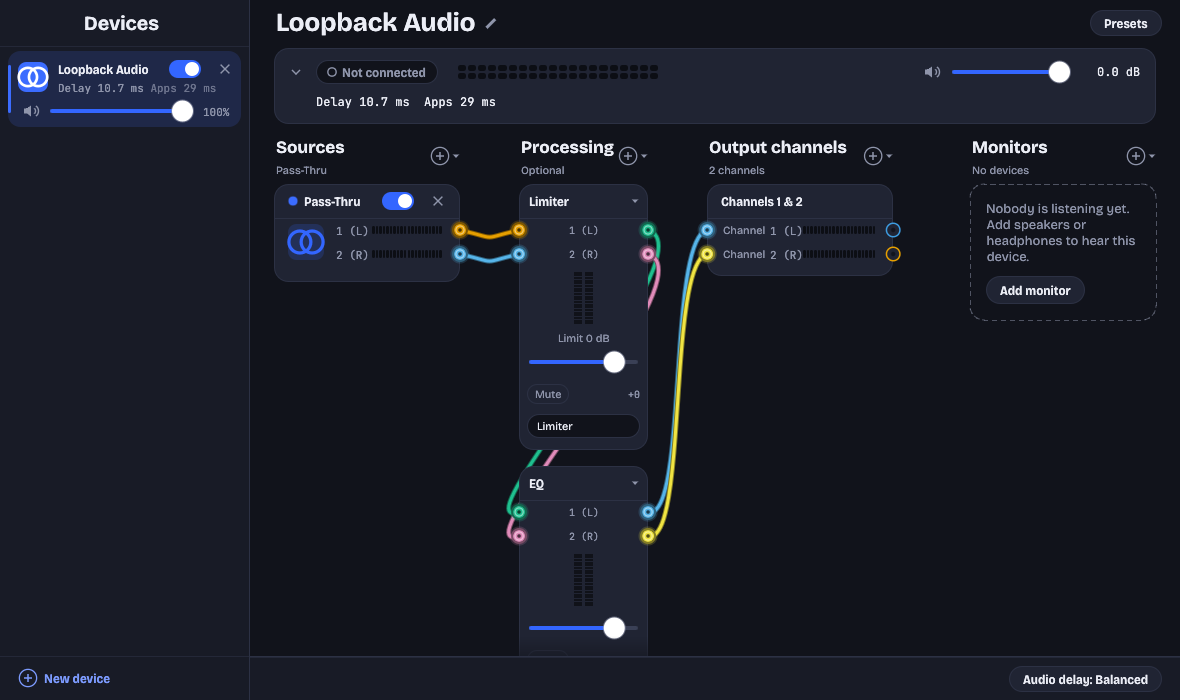 Devices
Loopback Audio
Delay 10.7 ms Apps 29 ms
100%
New device
Loopback Audio
Presets
Not connected
0.0 dB
Delay 10.7 ms Apps 29 ms
Sources
Pass-Thru
Pass-Thru
1 (L)
2 (R)
Processing
Optional
Limiter
1 (L)
2 (R)
Limit 0 dB
Mute
+0
Limiter
EQ
1 (L)
2 (R)
Output channels
2 channels
Channels 1 & 2
Channel 1 (L)
Channel 2 (R)
Monitors
No devices
Nobody is listening yet.
Add speakers or
headphones to hear this
device.
Add monitor
Audio delay: Balanced